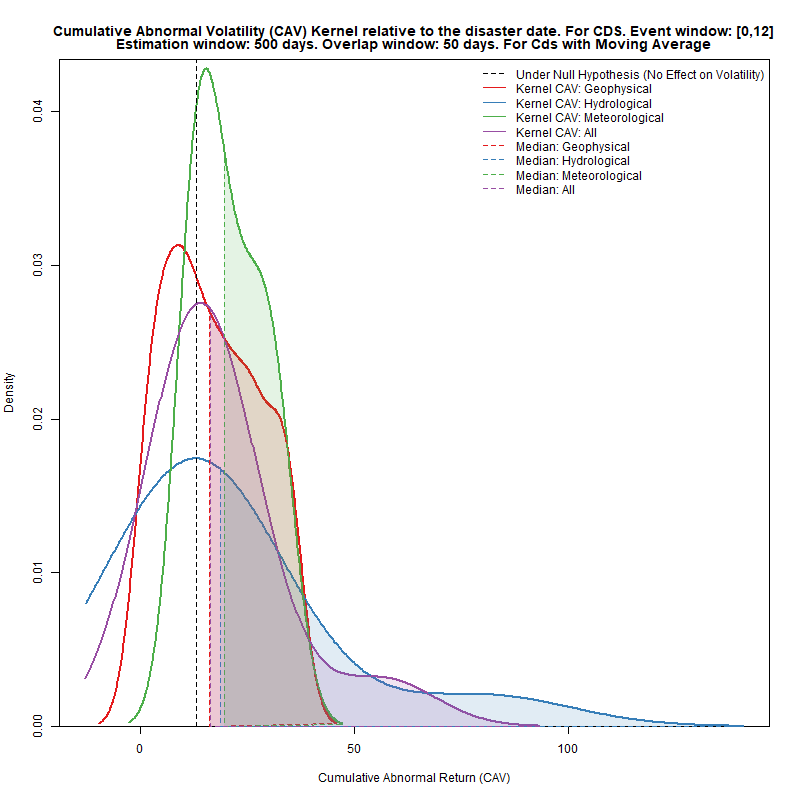 Cumulative Abnormal Volatility (CAV) Kernel relative to the disaster date. For CDS. Event window: [0,12]
Estimation window: 500 days. Overlap window: 50 days. For Cds with Moving Average
Under Null Hypothesis (No Effect on Volatility)
Kernel CAV: Geophysical
Kernel CAV: Hydrological
Kernel CAV: Meteorological
Kernel CAV: All
Median: Geophysical
Median: Hydrological
Median: Meteorological
Median: All
Density
0.04
0.03
0.02
0.01
0.00
0
50
100
Cumulative Abnormal Return (CAV)